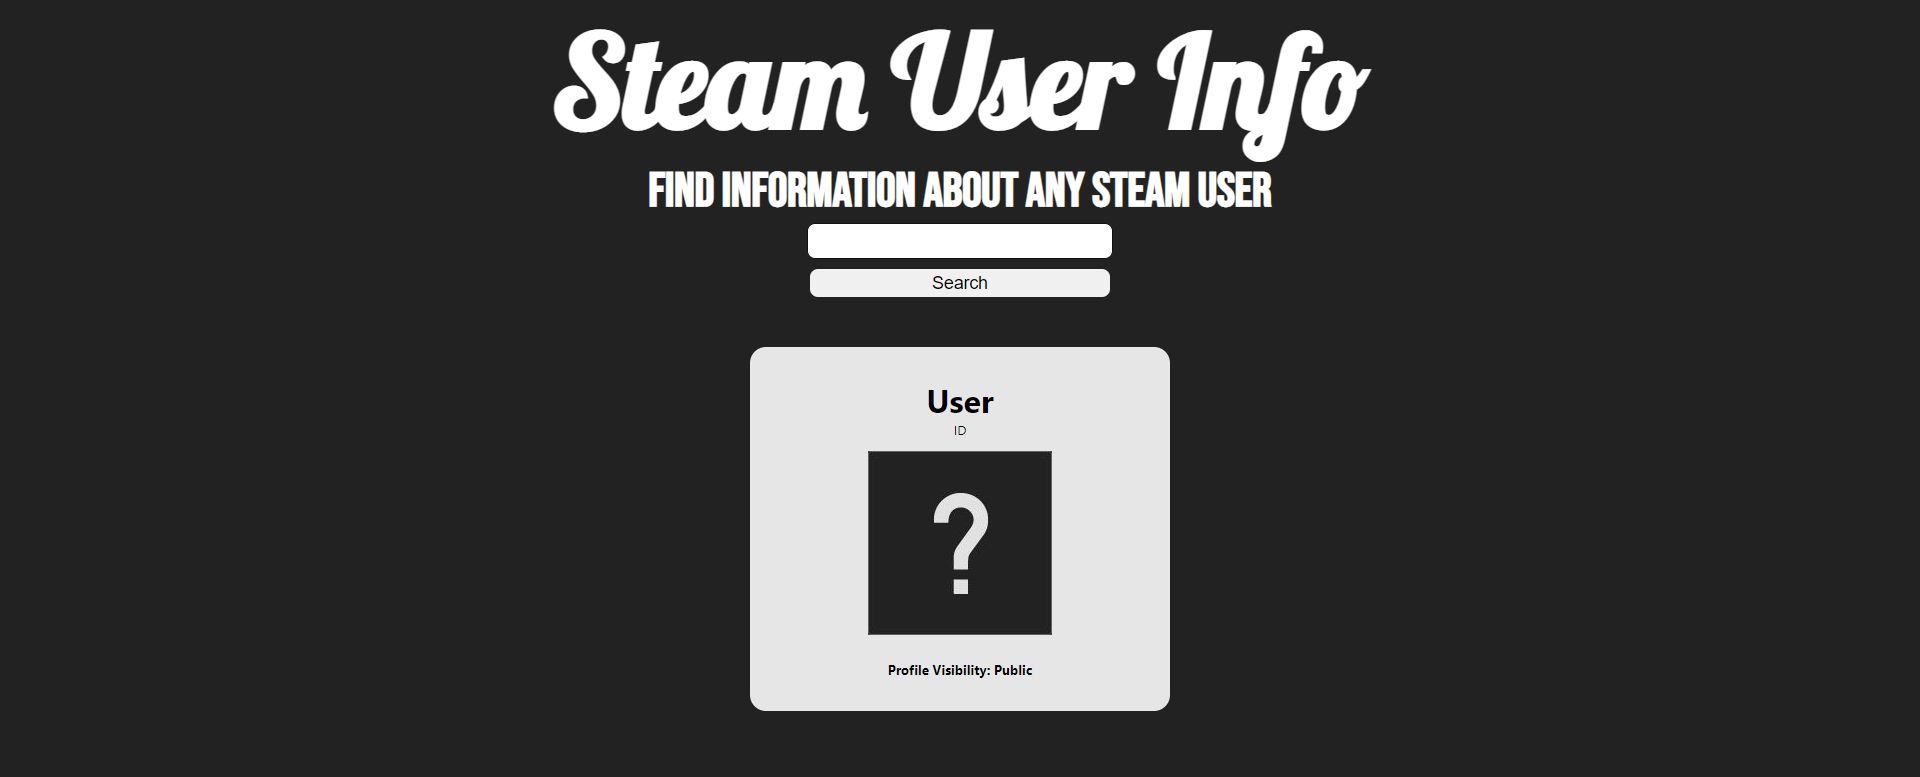 Steam User Info
FIND INFORMATION ABOUT ANY STEAM USER
Search
User
ID
?
Profile Visibility: Public